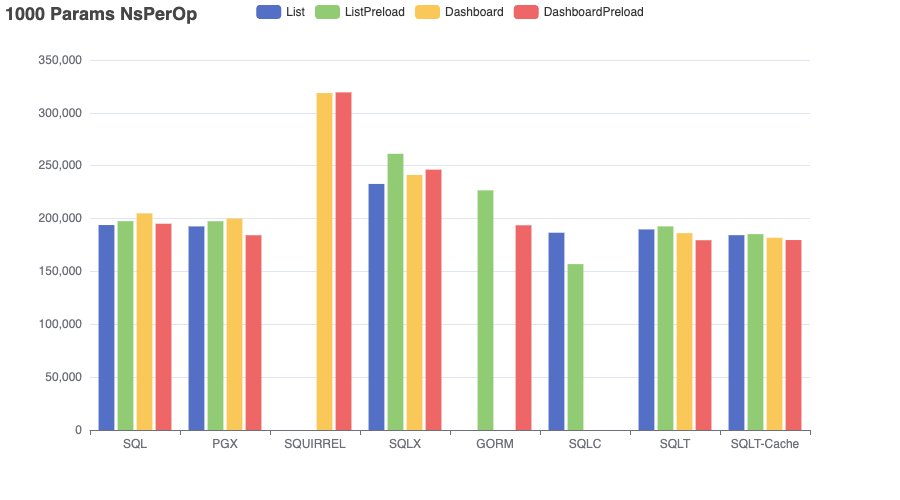 1000 Params NsPerOp
List ListPreload Dashboard DashboardPreload
350,000
300,000
250,000
200,000
150,000
100,000
50,000
0
SQL PGX SQUIRREL SQLX GORM SQLC SQLT SQLT-Cache